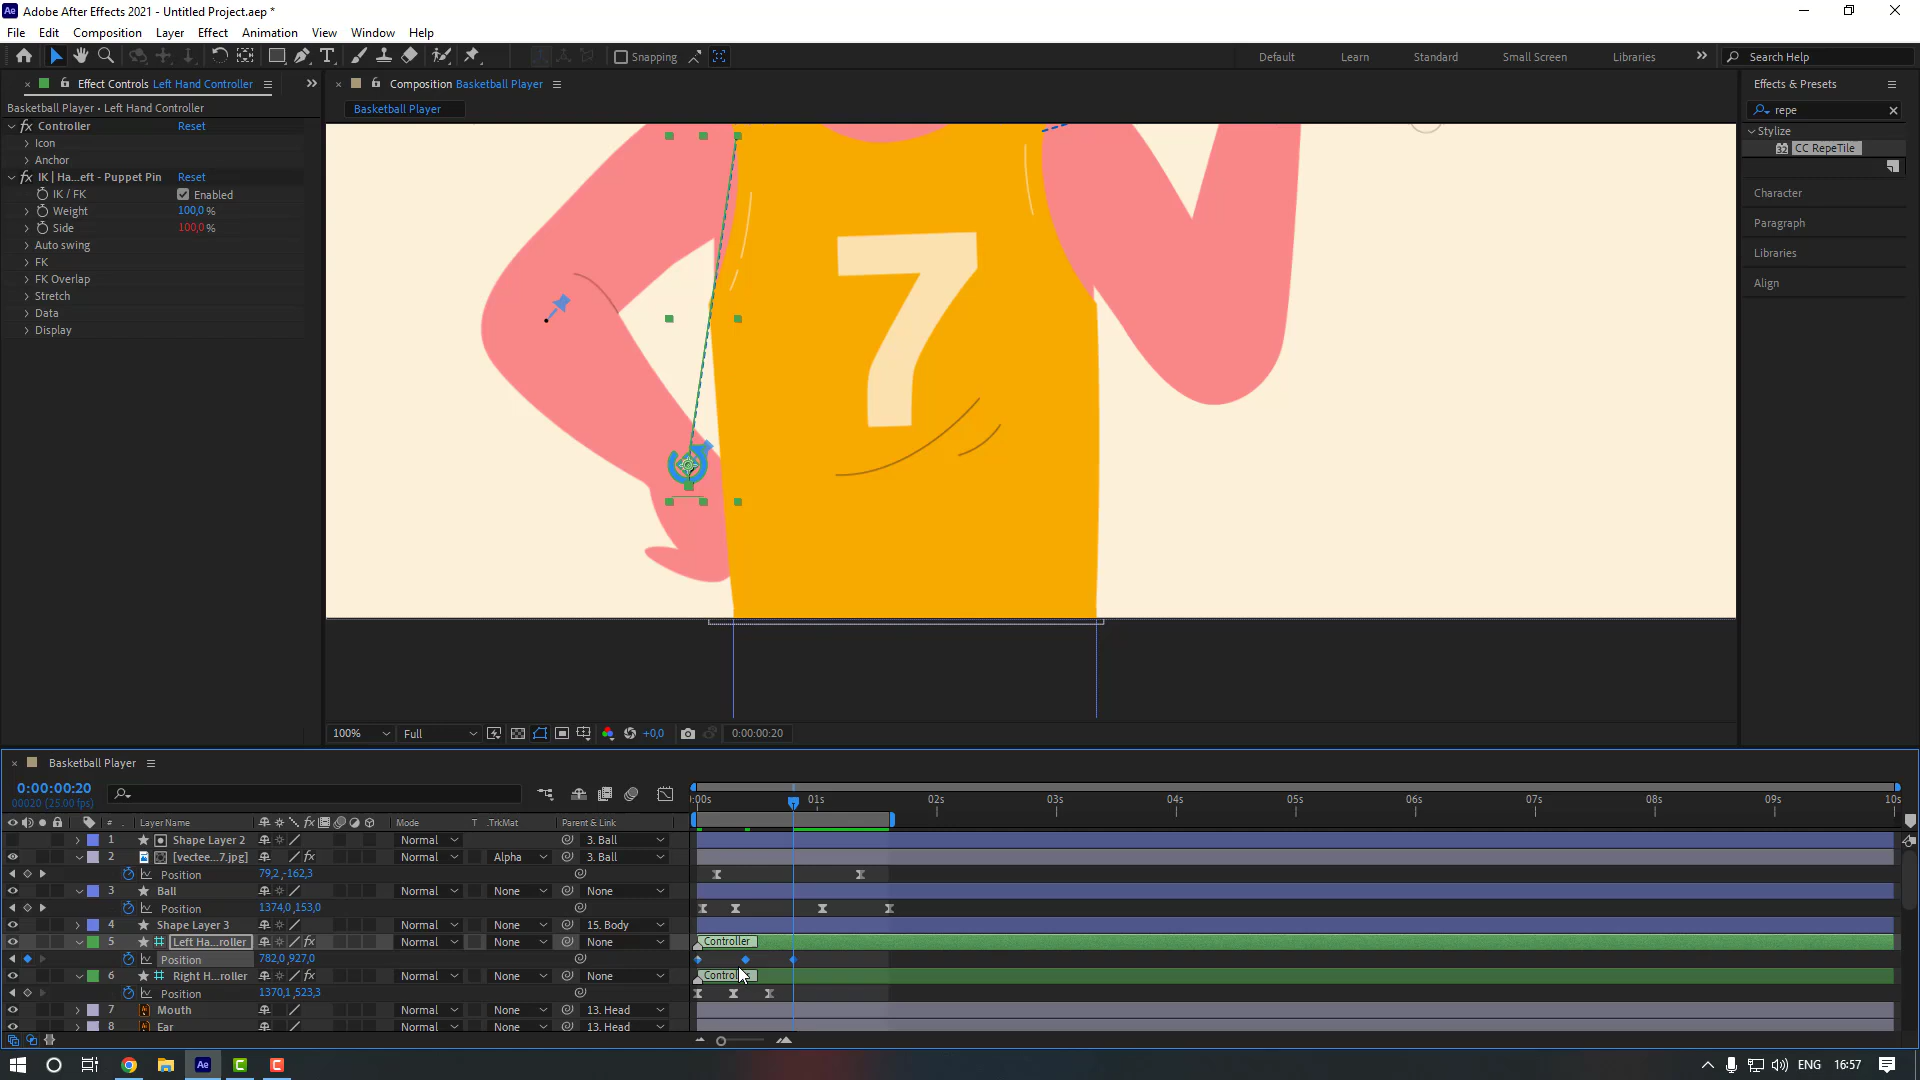 Adobe After Effects 2021 - Untitled Project.aep *
File Edit Composition Layer Effect Animation View Window Help
Snapping
Default Learn Standard Small Screen Libraries
Search Help
Effect Controls Left Hand Controller
Composition Basketball Player
Effects & Presets
Basketball Player • Left Hand Controller
Basketball Player
repe
fx Controller Reset
Stylize
Icon
CC RepeTile
Anchor
fx IK | Ha...eft - Puppet Pin Reset
IK / FK Enabled
Character
Weight 100,0 %
Side 100,0 %
Paragraph
Auto swing
FK
Libraries
FK Overlap
Align
Stretch
Data
Display
7
100% Full +0,0 0:00:00:20
Basketball Player
0:00:00:20
00020 (25.00 fps)
:00s 01s 02s 03s 04s 05s 06s 07s 08s 09s 10s
# Layer Name Mode T .TrkMat Parent & Link
1 Shape Layer 2 Normal 3. Ball
2 [vectee...7.jpg] Normal Alpha 3. Ball
Position 79,2,-162,3
3 Ball Normal None None
Position 1374,0,153,0
4 Shape Layer 3 Normal None 15. Body
5 Left Ha...roller Normal None None Controller
Position 782,0,927,0
6 Right H...roller Normal None None
Position 1370,1,523,3
7 Mouth Normal None 13. Head
8 Ear Normal None 13. Head
ENG 16:57